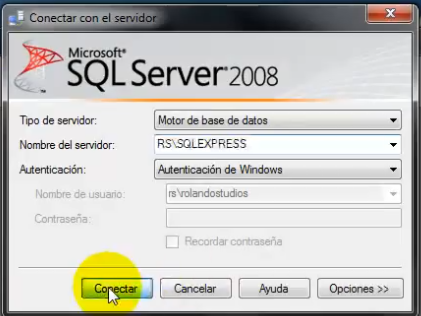 Conectar con el servidor
Microsoft®
SQL Server® 2008
Tipo de servidor: Motor de base de datos
Nombre del servidor: RS\SQLEXPRESS
Autenticación: Autenticación de Windows
Nombre de usuario: rs\rolandostudios
Contraseña:
Recordar contraseña
Conectar Cancelar Ayuda Opciones >>